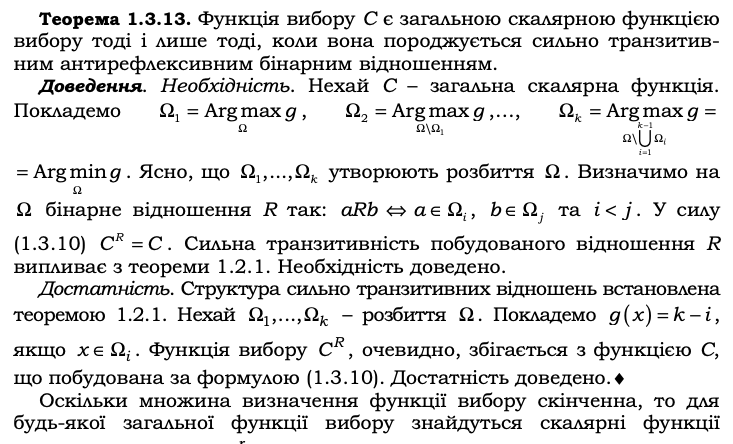 Теорема 1.3.13. Функція вибору C є загальною скалярною функцією
вибору тоді і лише тоді, коли вона породжується сильно транзитив-
ним антирефлексивним бінарним відношенням.
Доведення. Необхідність. Нехай C – загальна скалярна функція.
Покладемо Ω₁ = Arg max g , Ω₂ = Arg max g ,..., Ωₖ = Arg max g =
Ω Ω\Ω₁ Ω\⋃ᵢ₌₁ᵏ⁻¹ Ωᵢ
= Arg min g . Ясно, що Ω₁,...,Ωₖ утворюють розбиття Ω . Визначимо на
Ω
Ω бінарне відношення R так: aRb ⇔ a ∈ Ωᵢ , b ∈ Ωⱼ та i < j . У силу
(1.3.10) Cᴿ = C . Сильна транзитивність побудованого відношення R
випливає з теореми 1.2.1. Необхідність доведено.
Достатність. Структура сильно транзитивних відношень встановлена
теоремою 1.2.1. Нехай Ω₁,...,Ωₖ – розбиття Ω . Покладемо g(x) = k – i ,
якщо x ∈ Ωᵢ . Функція вибору Cᴿ , очевидно, збігається з функцією C,
що побудована за формулою (1.3.10). Достатність доведено.♦
Оскільки множина визначення функції вибору скінченна, то для
будь-якої загальної функції вибору знайдуться скалярні функції